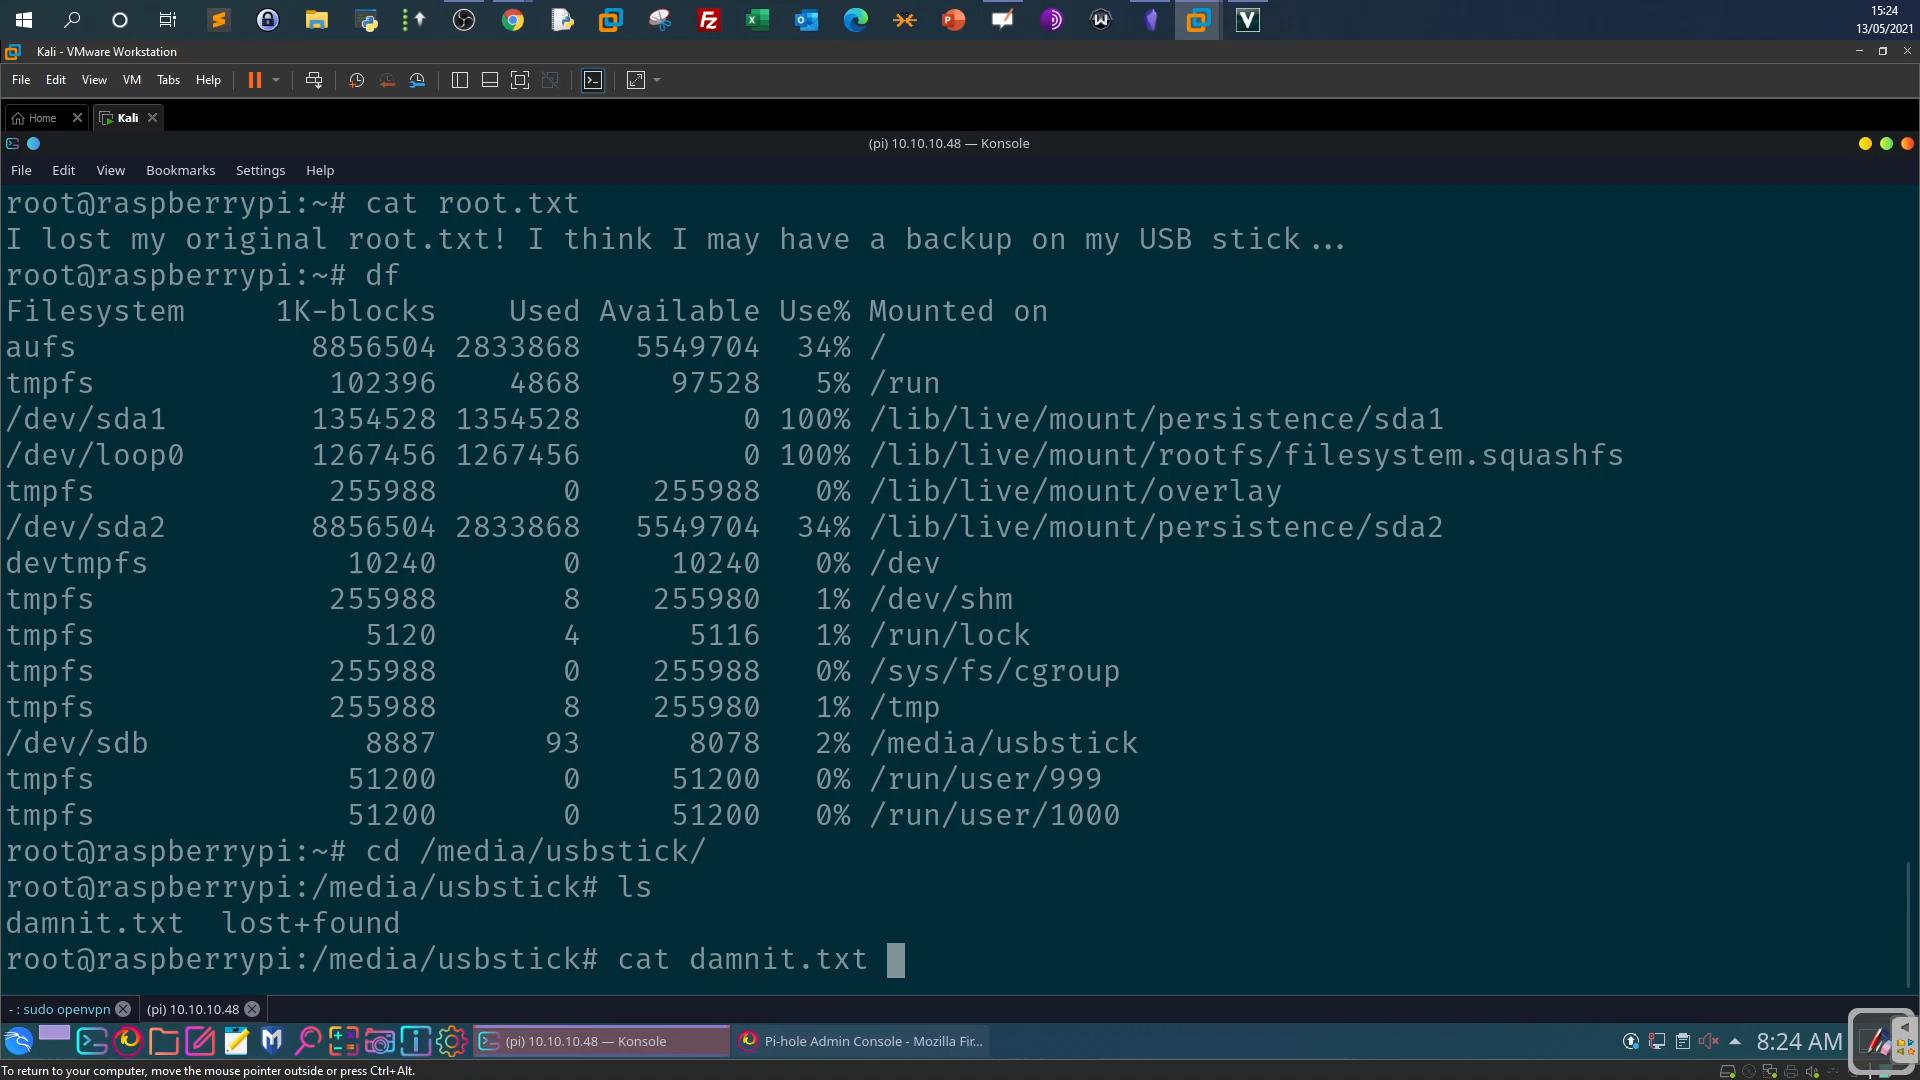 15:24
13/05/2021
Kali - VMware Workstation
File Edit View VM Tabs Help
Home Kali
(pi) 10.10.10.48 — Konsole
File Edit View Bookmarks Settings Help
root@raspberrypi:~# cat root.txt
I lost my original root.txt! I think I may have a backup on my USB stick...
root@raspberrypi:~# df
Filesystem 1K-blocks Used Available Use% Mounted on
aufs 8856504 2833868 5549704 34% /
tmpfs 102396 4868 97528 5% /run
/dev/sda1 1354528 1354528 0 100% /lib/live/mount/persistence/sda1
/dev/loop0 1267456 1267456 0 100% /lib/live/mount/rootfs/filesystem.squashfs
tmpfs 255988 0 255988 0% /lib/live/mount/overlay
/dev/sda2 8856504 2833868 5549704 34% /lib/live/mount/persistence/sda2
devtmpfs 10240 0 10240 0% /dev
tmpfs 255988 8 255980 1% /dev/shm
tmpfs 5120 4 5116 1% /run/lock
tmpfs 255988 0 255988 0% /sys/fs/cgroup
tmpfs 255988 8 255980 1% /tmp
/dev/sdb 8887 93 8078 2% /media/usbstick
tmpfs 51200 0 51200 0% /run/user/999
tmpfs 51200 0 51200 0% /run/user/1000
root@raspberrypi:~# cd /media/usbstick/
root@raspberrypi:/media/usbstick# ls
damnit.txt lost+found
root@raspberrypi:/media/usbstick# cat damnit.txt
- : sudo openvpn (pi) 10.10.10.48
(pi) 10.10.10.48 — Konsole Pi-hole Admin Console - Mozilla Fir... 8:24 AM
To return to your computer, move the mouse pointer outside or press Ctrl+Alt.